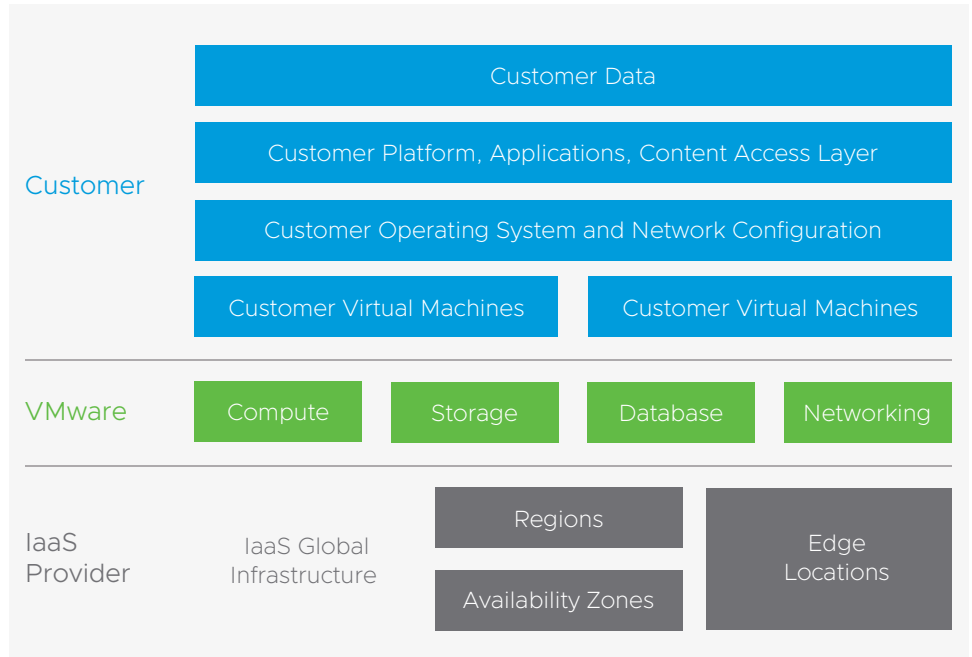 Customer
Customer Data
Customer Platform, Applications, Content Access Layer
Customer Operating System and Network Configuration
Customer Virtual Machines
Customer Virtual Machines
VMware
Compute
Storage
Database
Networking
IaaS
Provider
IaaS Global
Infrastructure
Regions
Availability Zones
Edge
Locations